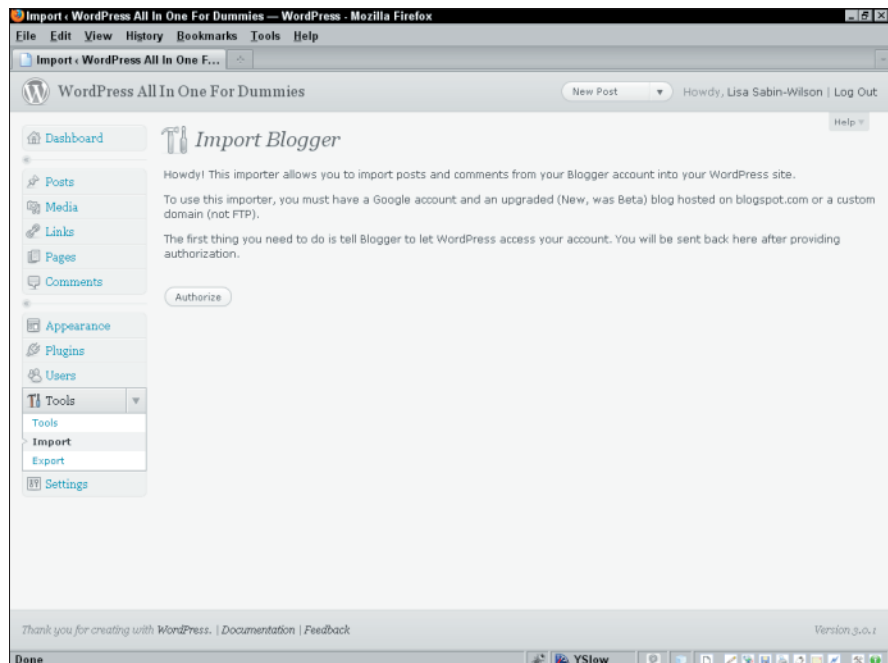 Import ‹ WordPress All In One For Dummies — WordPress - Mozilla Firefox
File Edit View History Bookmarks Tools Help
Import ‹ WordPress All In One F...
WordPress All In One For Dummies
New Post
Howdy, Lisa Sabin-Wilson | Log Out
Help
Dashboard
Posts
Media
Links
Pages
Comments
Appearance
Plugins
Users
Tools
Tools
Import
Export
Settings
Import Blogger
Howdy! This importer allows you to import posts and comments from your Blogger account into your WordPress site.
To use this importer, you must have a Google account and an upgraded (New, was Beta) blog hosted on blogspot.com or a custom
domain (not FTP).
The first thing you need to do is tell Blogger to let WordPress access your account. You will be sent back here after providing
authorization.
Authorize
Thank you for creating with WordPress. | Documentation | Feedback
Version 3.0.1
Done
YSlow